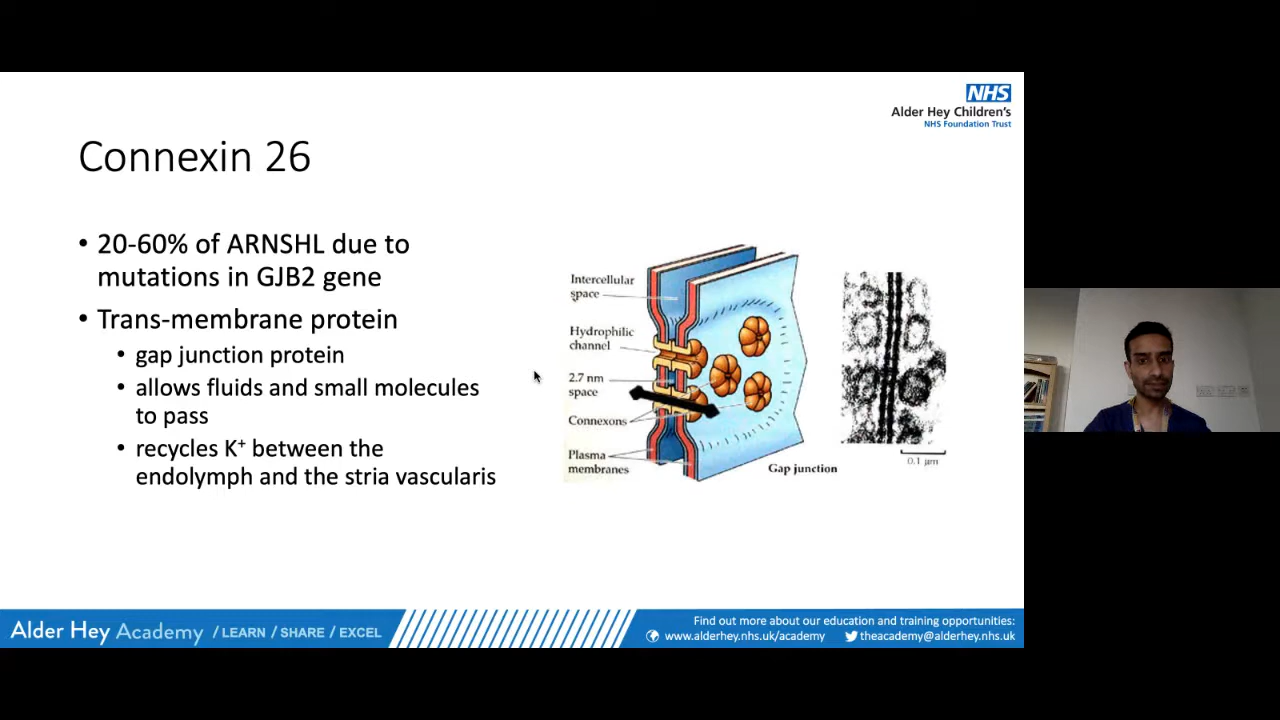 NHS
Alder Hey Children's
NHS Foundation Trust
Connexin 26
• 20-60% of ARNSHL due to
mutations in GJB2 gene
• Trans-membrane protein
• gap junction protein
• allows fluids and small molecules
to pass
• recycles K⁺ between the
endolymph and the stria vascularis
Intercellular
space
Hydrophilic
channel
2.7 nm
space
Connexons
Plasma
membranes
Gap junction
0.1 µm
Alder Hey Academy / LEARN / SHARE / EXCEL
Find out more about our education and training opportunities:
www.alderhey.nhs.uk/academy
theacademy@alderhey.nhs.uk